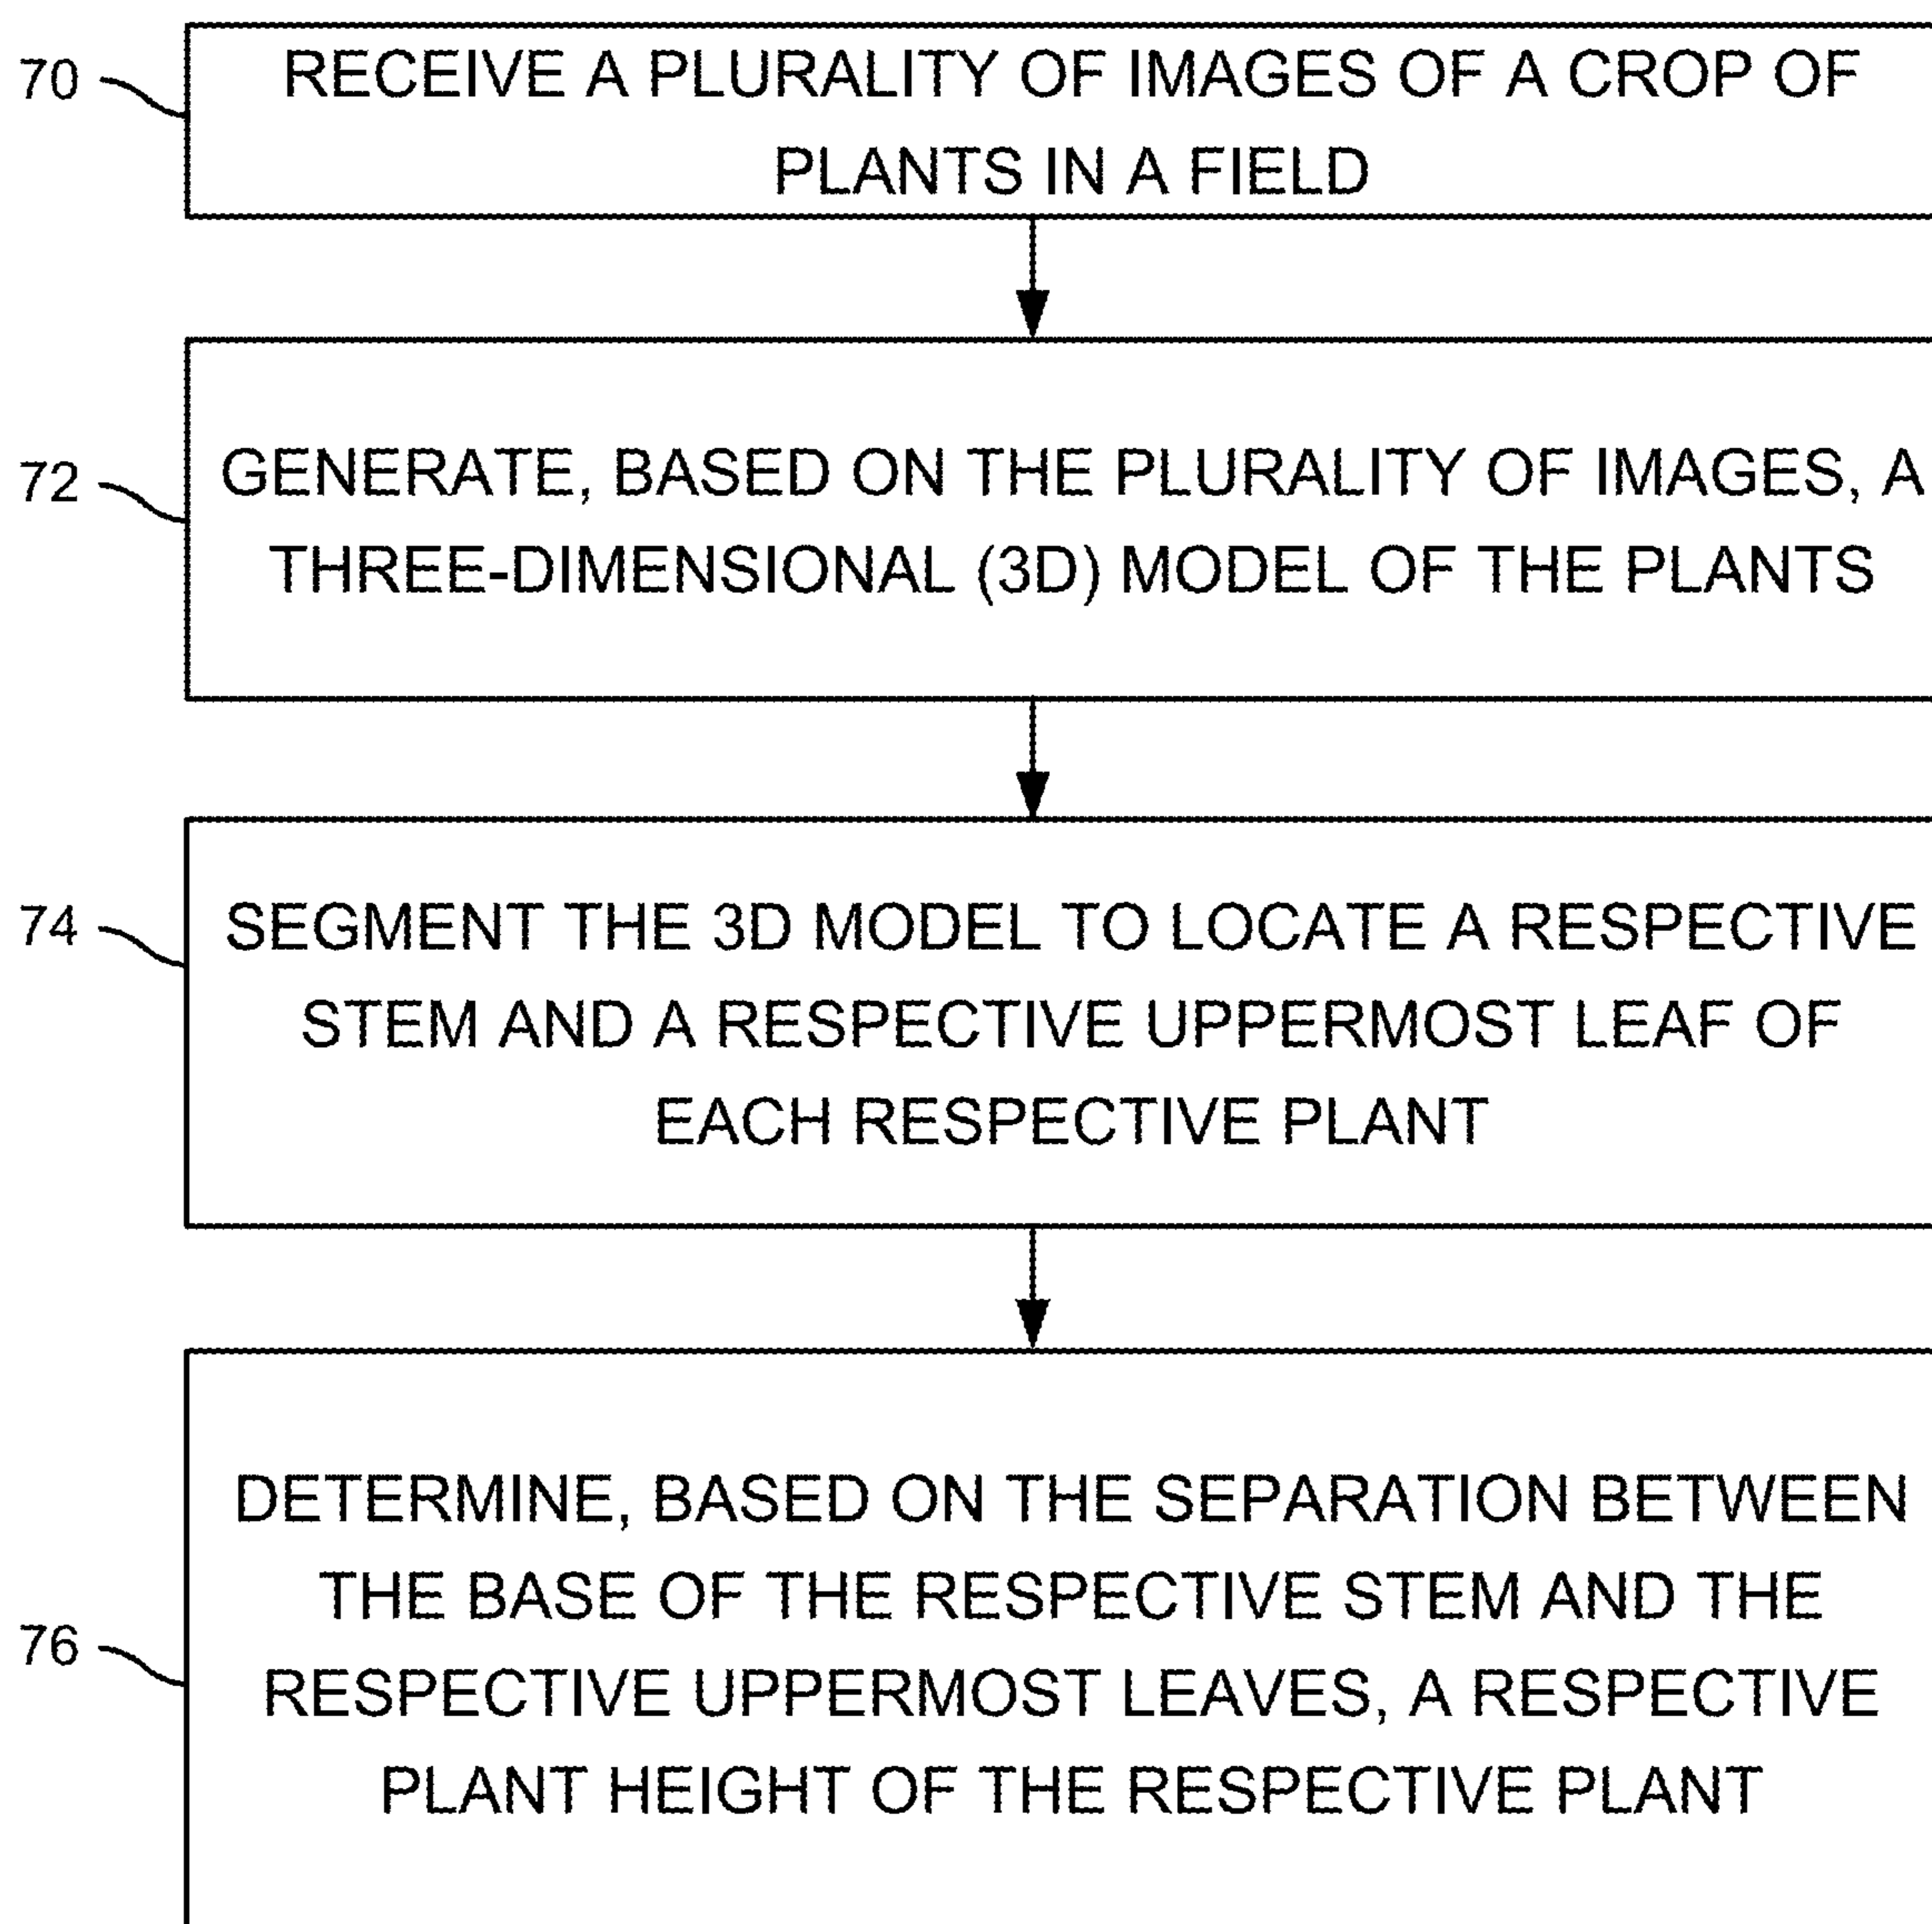 70
RECEIVE A PLURALITY OF IMAGES OF A CROP OF
PLANTS IN A FIELD
72
GENERATE, BASED ON THE PLURALITY OF IMAGES, A
THREE-DIMENSIONAL (3D) MODEL OF THE PLANTS
74
SEGMENT THE 3D MODEL TO LOCATE A RESPECTIVE
STEM AND A RESPECTIVE UPPERMOST LEAF OF
EACH RESPECTIVE PLANT
76
DETERMINE, BASED ON THE SEPARATION BETWEEN
THE BASE OF THE RESPECTIVE STEM AND THE
RESPECTIVE UPPERMOST LEAVES, A RESPECTIVE
PLANT HEIGHT OF THE RESPECTIVE PLANT